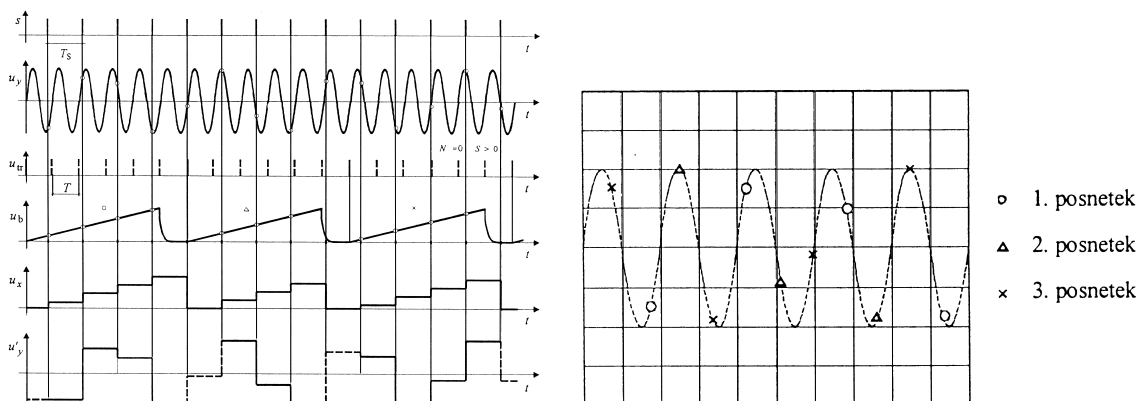 s
t
T_S
u_y
t
N = 0 S > 0
u_tr
t
T
u_b
t
u_x
t
u'_y
t
1. posnetek
2. posnetek
3. posnetek